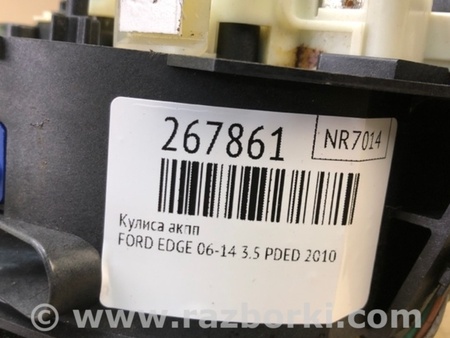 267861
NR7014
Кулиса акпп
FORD EDGE 06-14 3.5 PDED 2010
www.razborki.com